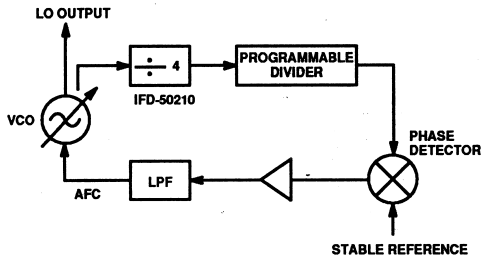 LO OUTPUT
÷ 4
PROGRAMMABLE
DIVIDER
IFD-50210
VCO
PHASE
DETECTOR
LPF
AFC
STABLE REFERENCE